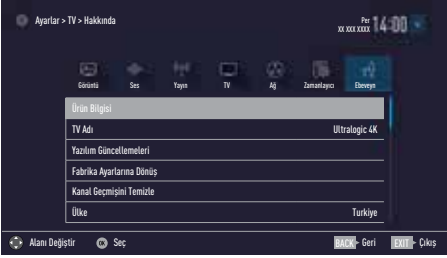 Ayarlar > TV > Hakkında
Per
xx xxx xxxx 14:00
Görüntü Ses Yayın TV Ağ Zamanlayıcı Ebeveyn
Ürün Bilgisi
TV Adı Ultralogic 4K
Yazılım Güncellemeleri
Fabrika Ayarlarına Dönüş
Kanal Geçmişini Temizle
Ülke Turkiye
Alanı Değiştir OK Seç BACK Geri EXIT Çıkış